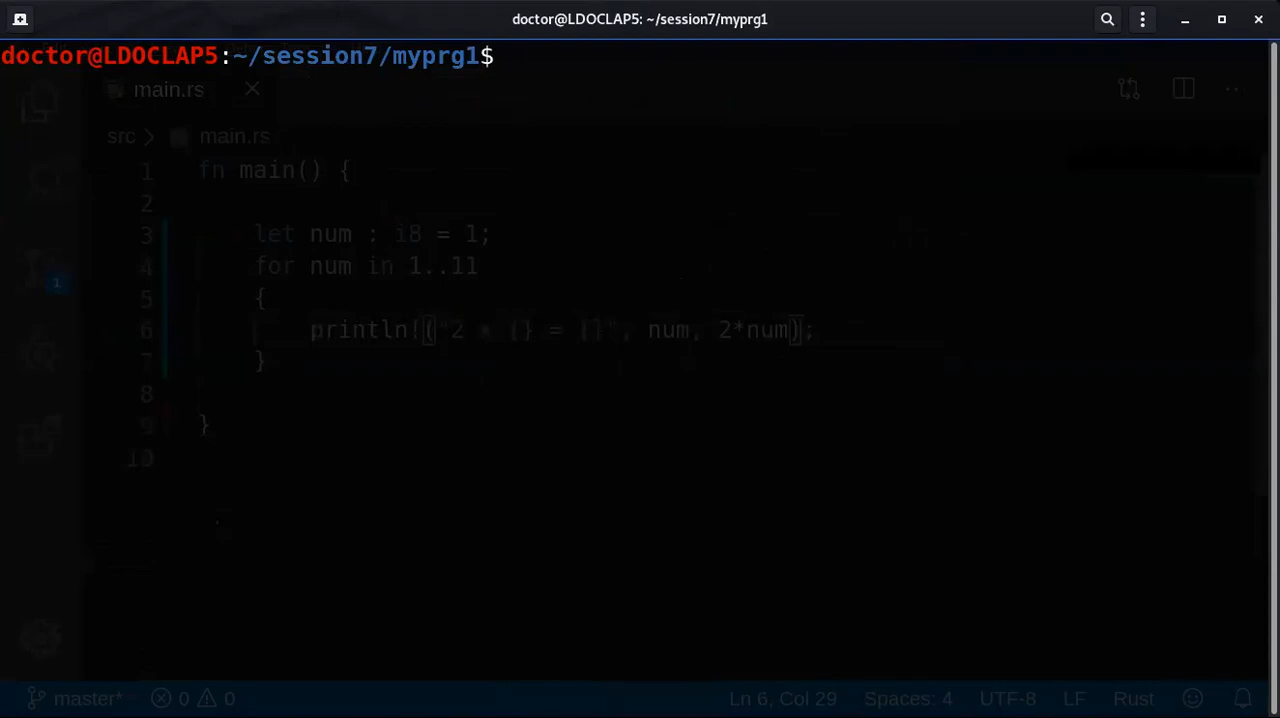 doctor@LDOCLAP5: ~/session7/myprg1
doctor@LDOCLAP5:~/session7/myprg1$
main.rs
src > main.rs
1 fn main() {
2
3 let num : i8 = 1;
4 for num in 1..11
5 {
6 println!("2 x {} = {}", num, 2*num);
7 }
8
9 }
10
1
master* 0 0 Ln 6, Col 29 Spaces: 4 UTF-8 LF Rust